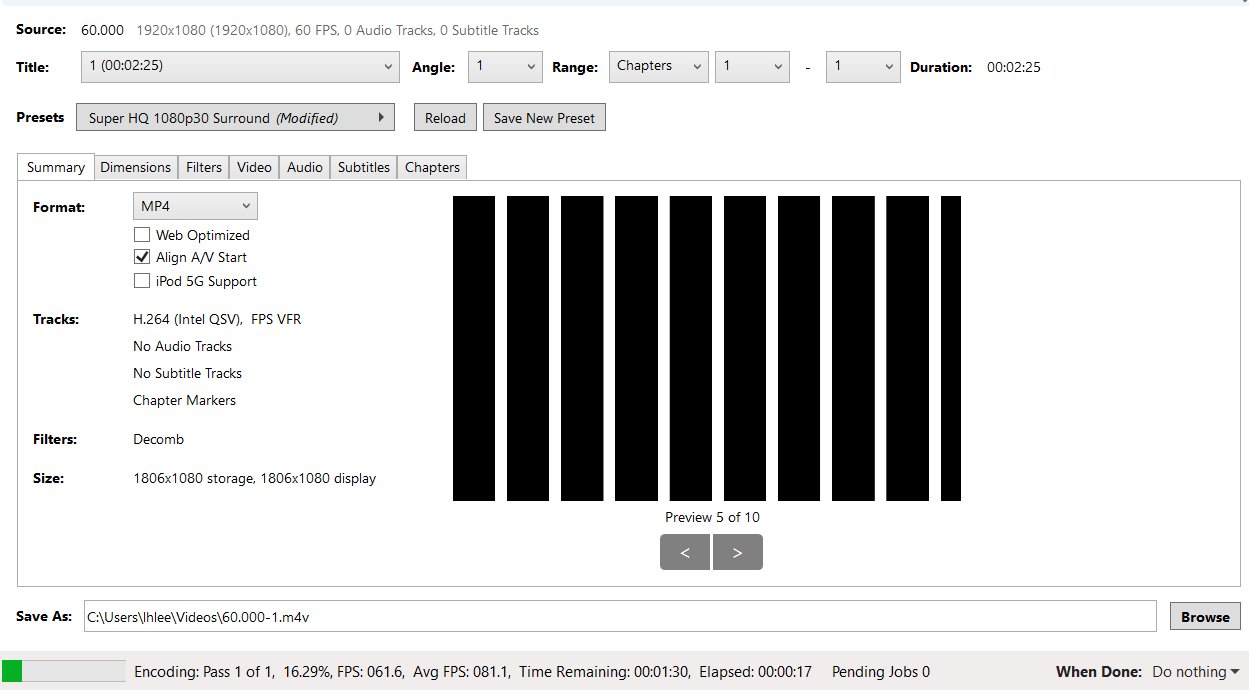 Source: 60.000 1920x1080 (1920x1080), 60 FPS, 0 Audio Tracks, 0 Subtitle Tracks
Title: 1 (00:02:25) Angle: 1 Range: Chapters 1 - 1 Duration: 00:02:25
Presets Super HQ 1080p30 Surround (Modified) Reload Save New Preset
Summary Dimensions Filters Video Audio Subtitles Chapters
Format: MP4
Web Optimized
Align A/V Start
iPod 5G Support
Tracks: H.264 (Intel QSV), FPS VFR
No Audio Tracks
No Subtitle Tracks
Chapter Markers
Filters: Decomb
Size: 1806x1080 storage, 1806x1080 display
Preview 5 of 10
< >
Save As: C:\Users\lhlee\Videos\60.000-1.m4v Browse
Encoding: Pass 1 of 1, 16.29%, FPS: 061.6, Avg FPS: 081.1, Time Remaining: 00:01:30, Elapsed: 00:00:17 Pending Jobs 0 When Done: Do nothing